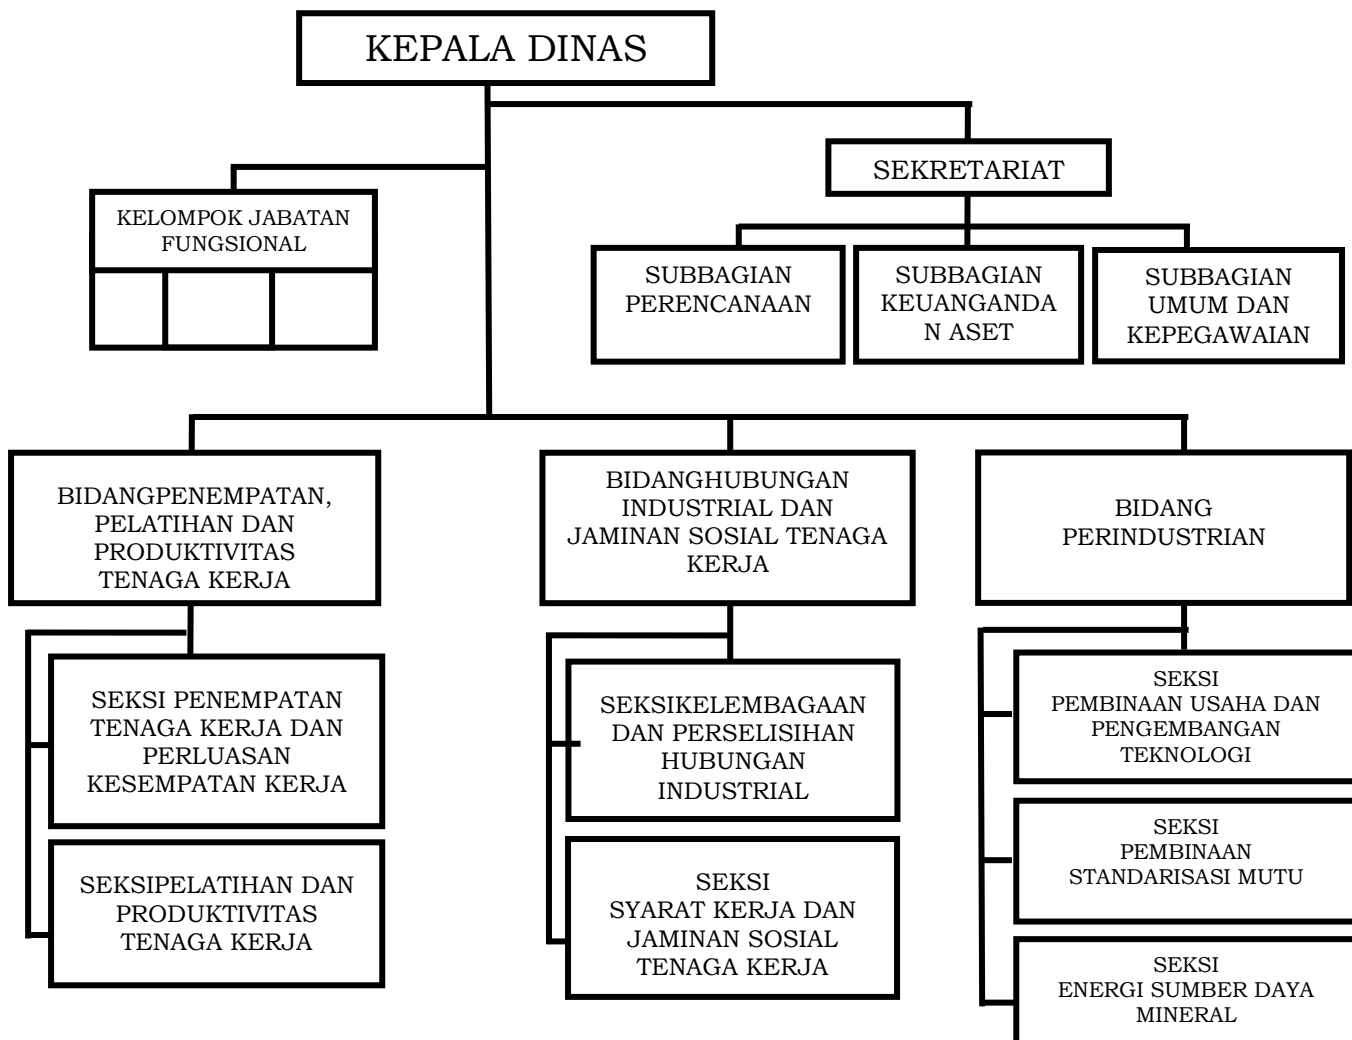 KEPALA DINAS
SEKRETARIAT
KELOMPOK JABATAN
FUNGSIONAL
SUBBAGIAN
PERENCANAAN
SUBBAGIAN
KEUANGANDA
N ASET
SUBBAGIAN
UMUM DAN
KEPEGAWAIAN
BIDANGPENEMPATAN,
PELATIHAN DAN
PRODUKTIVITAS
TENAGA KERJA
BIDANGHUBUNGAN
INDUSTRIAL DAN
JAMINAN SOSIAL TENAGA
KERJA
BIDANG
PERINDUSTRIAN
SEKSI PENEMPATAN
TENAGA KERJA DAN
PERLUASAN
KESEMPATAN KERJA
SEKSIPELATIHAN DAN
PRODUKTIVITAS
TENAGA KERJA
SEKSIKELEMBAGAAN
DAN PERSELISIHAN
HUBUNGAN
INDUSTRIAL
SEKSI
SYARAT KERJA DAN
JAMINAN SOSIAL
TENAGA KERJA
SEKSI
PEMBINAAN USAHA DAN
PENGEMBANGAN
TEKNOLOGI
SEKSI
PEMBINAAN
STANDARISASI MUTU
SEKSI
ENERGI SUMBER DAYA
MINERAL